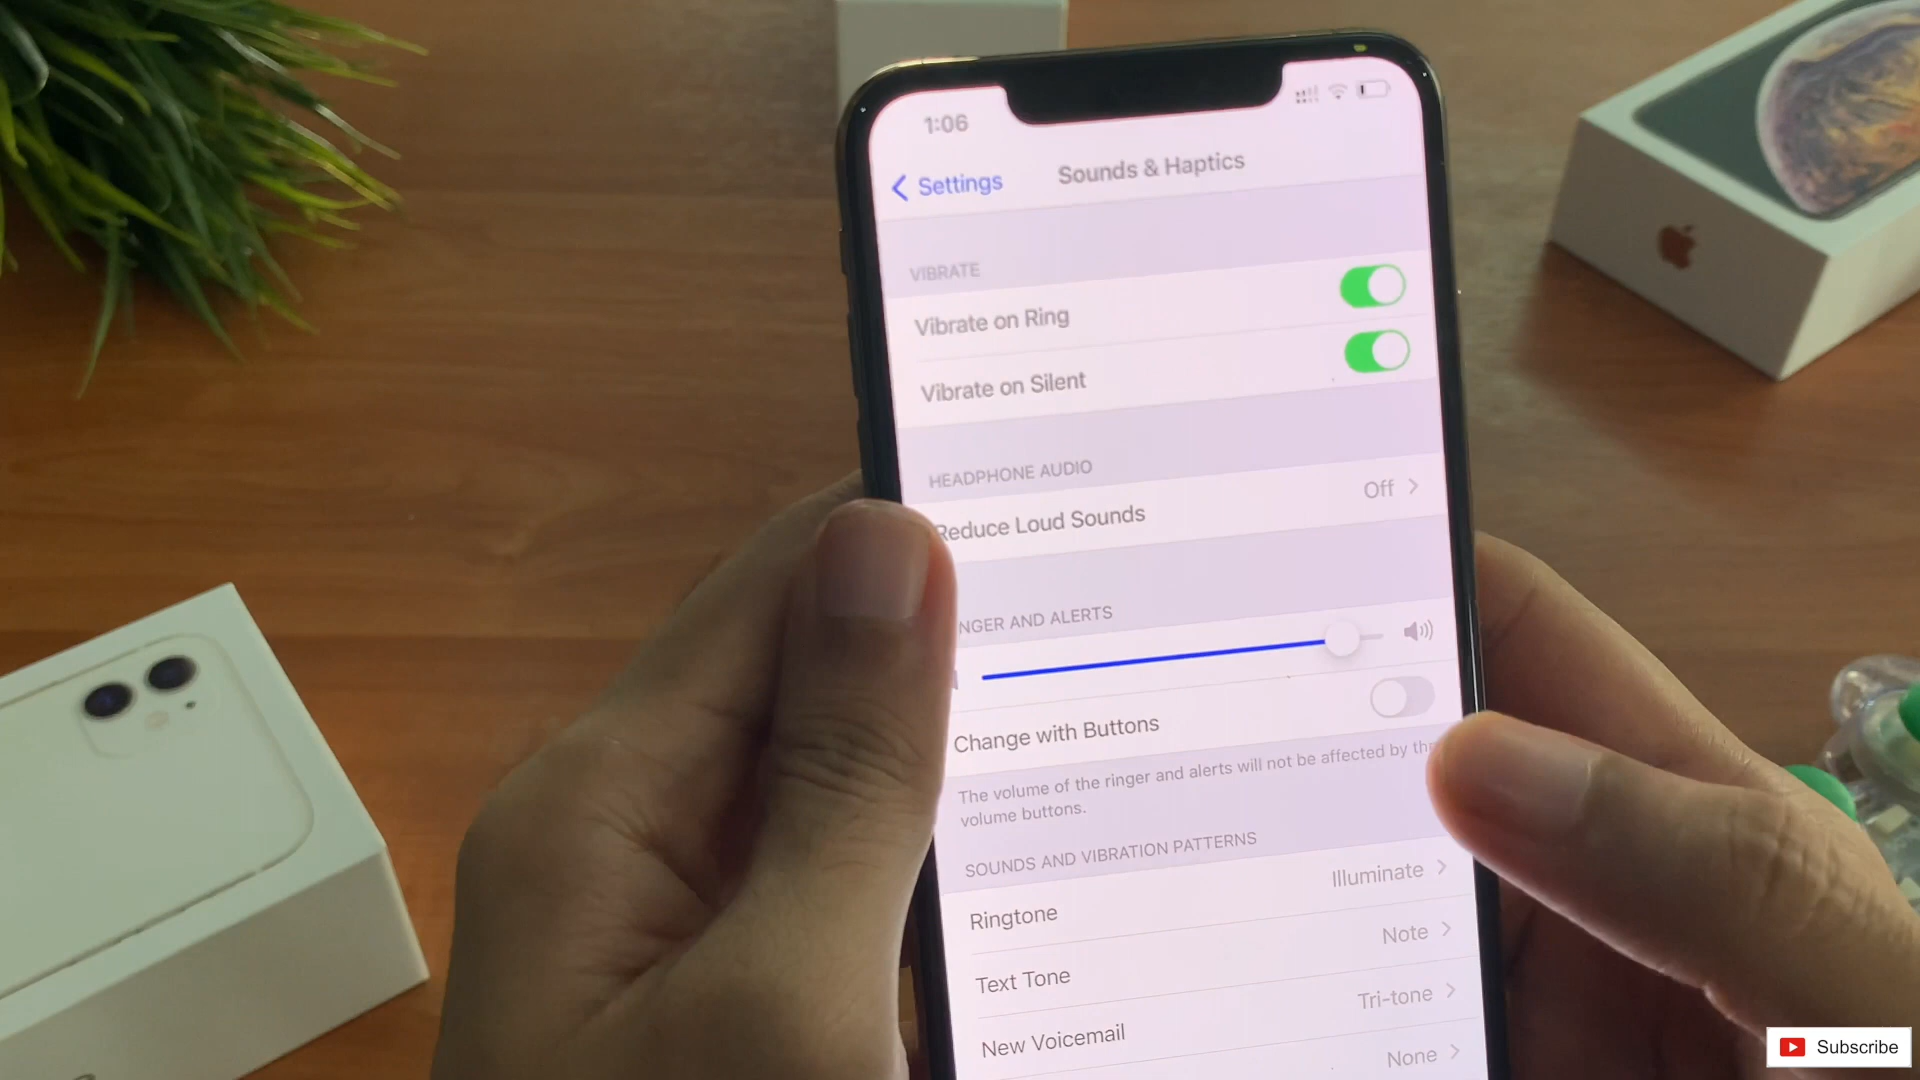 1:06
Settings
Sounds & Haptics
VIBRATE
Vibrate on Ring
Vibrate on Silent
HEADPHONE AUDIO
Reduce Loud Sounds Off
NGER AND ALERTS
Change with Buttons
The volume of the ringer and alerts will not be affected by the
volume buttons.
SOUNDS AND VIBRATION PATTERNS
Ringtone Illuminate
Text Tone Note
New Voicemail Tri-tone
None
Subscribe